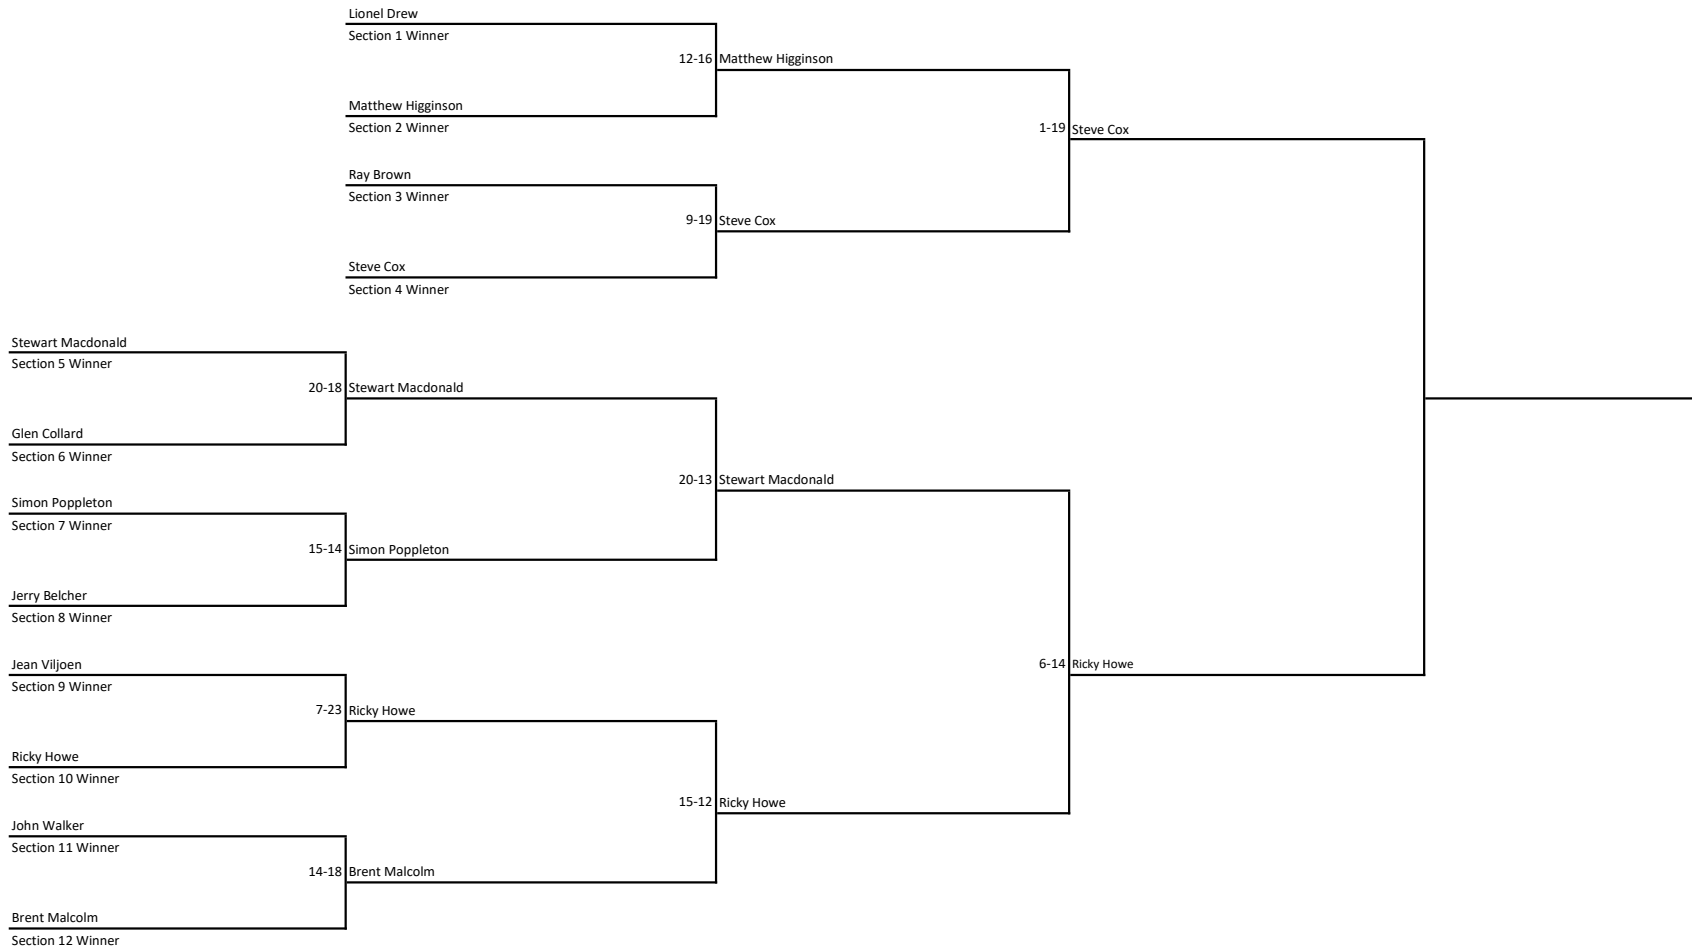 Lionel Drew
Section 1 Winner
12-16 Matthew Higginson
Matthew Higginson
Section 2 Winner
1-19 Steve Cox
Ray Brown
Section 3 Winner
9-19 Steve Cox
Steve Cox
Section 4 Winner
Stewart Macdonald
Section 5 Winner
20-18 Stewart Macdonald
Glen Collard
Section 6 Winner
20-13 Stewart Macdonald
Simon Poppleton
Section 7 Winner
15-14 Simon Poppleton
Jerry Belcher
Section 8 Winner
Jean Viljoen
6-14 Ricky Howe
Section 9 Winner
7-23 Ricky Howe
Ricky Howe
Section 10 Winner
15-12 Ricky Howe
John Walker
Section 11 Winner
14-18 Brent Malcolm
Brent Malcolm
Section 12 Winner